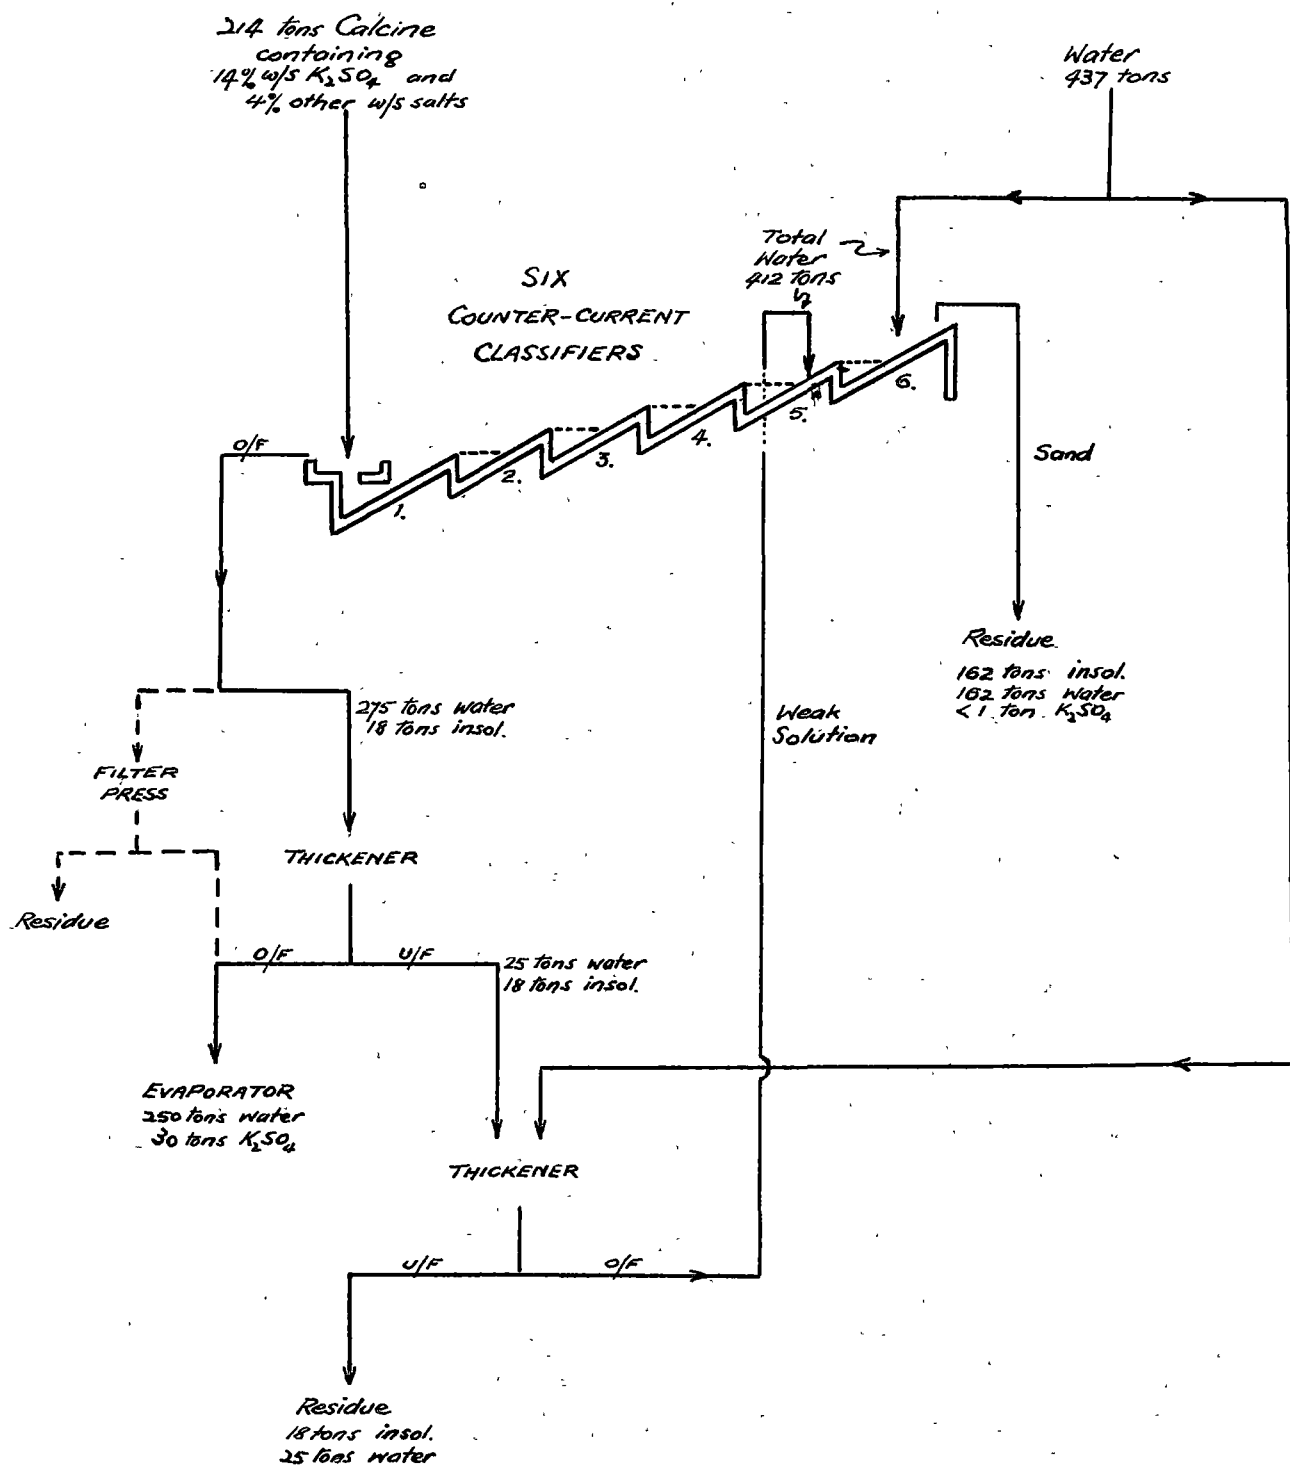 214 tons Calcine
containing
14% w/s K₂SO₄ and
4% other w/s salts
Water
437 tons
Total
Water
412 tons
SIX
COUNTER-CURRENT
CLASSIFIERS
O/F
1.
2.
3.
4.
5.
6.
Sand
Residue
162 tons insol.
162 tons water
<1 ton K₂SO₄
275 tons water
18 tons insol.
Weak
Solution
FILTER
PRESS
THICKENER
Residue
O/F
U/F
25 tons water
18 tons insol.
EVAPORATOR
250 tons water
30 tons K₂SO₄
THICKENER
U/F
O/F
Residue
18 tons insol.
25 tons water